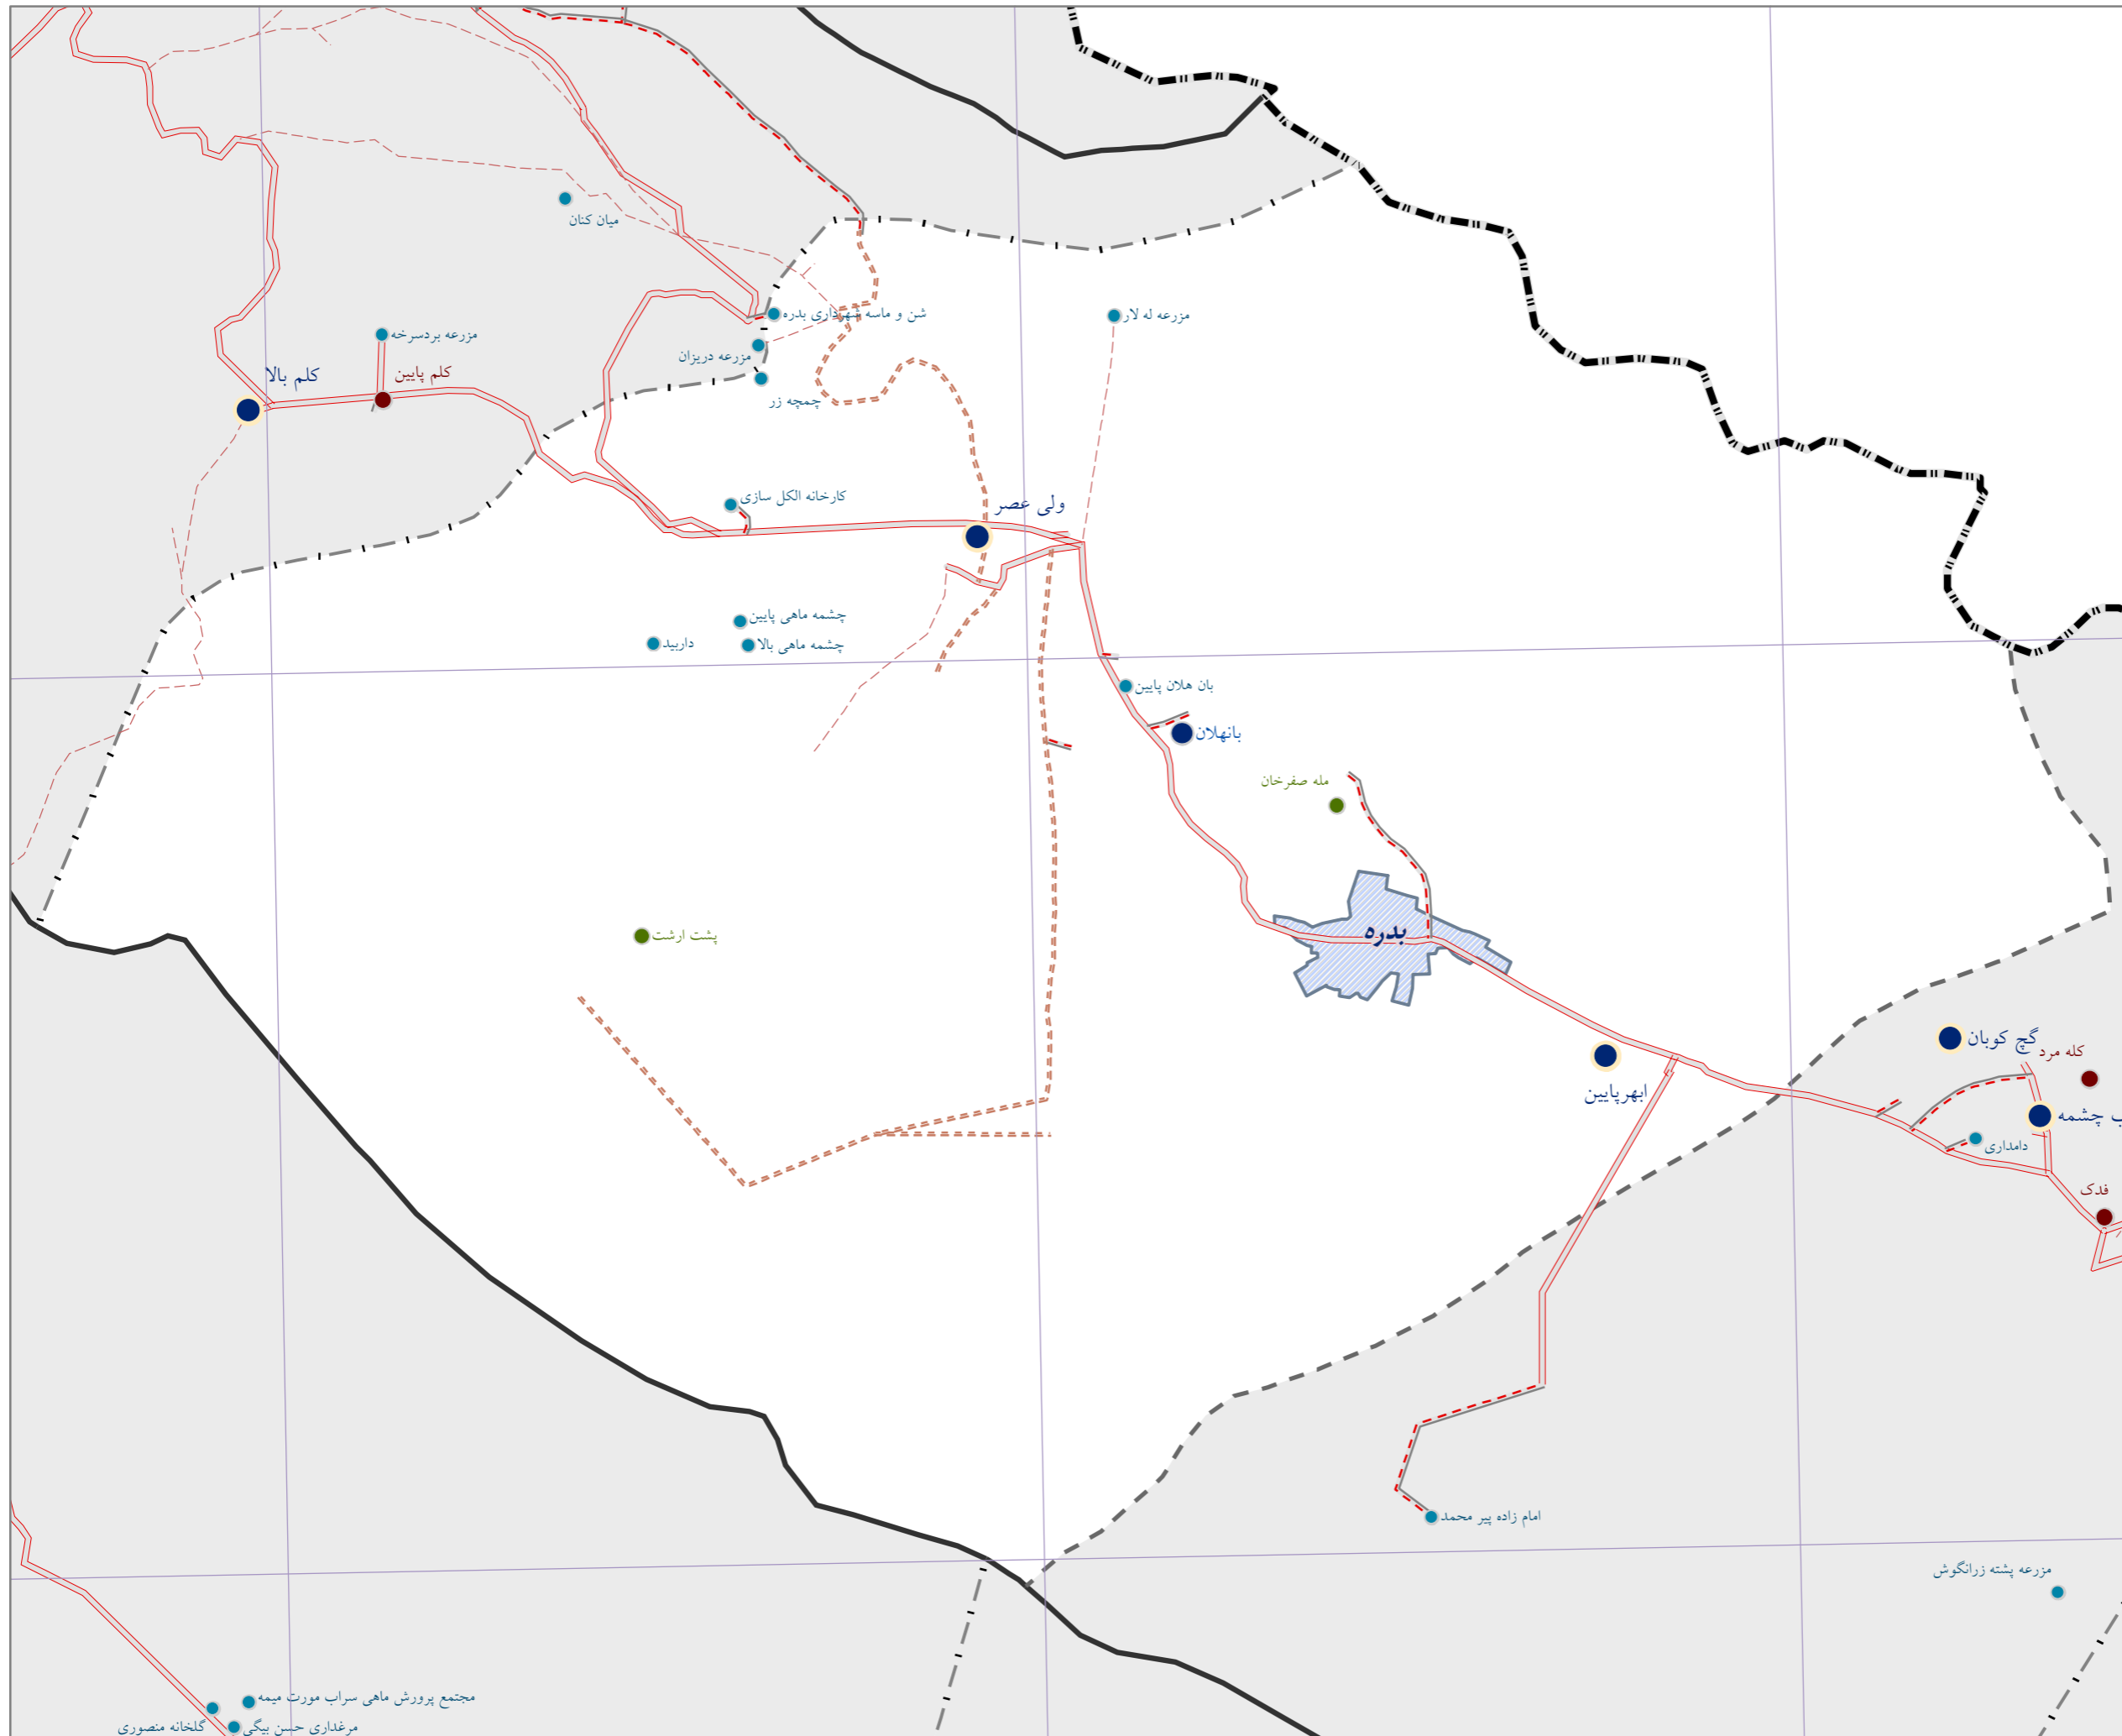 میان کنان
شن و ماسه شهرداری بدره
مزرعه له لار
مزرعه بردسرخه
مزرعه دریزان
کلم بالا
کلم پایین
چمچه زر
کارخانه الکل سازی
ولی عصر
چشمه ماهی پایین
چشمه ماهی بالا
داربید
بان هلان پایین
بانهلان
مله صفرخان
بدره
پشت ارشت
گچ کوبان
کله مرد
ابهرپایین
ب چشمه
دامداری
فدک
امام زاده پیر محمد
مزرعه پشته زرانگوش
مجتمع پرورش ماهی سراب مورت میمه
گلخانه منصوری
مرغداری حسن بیگی